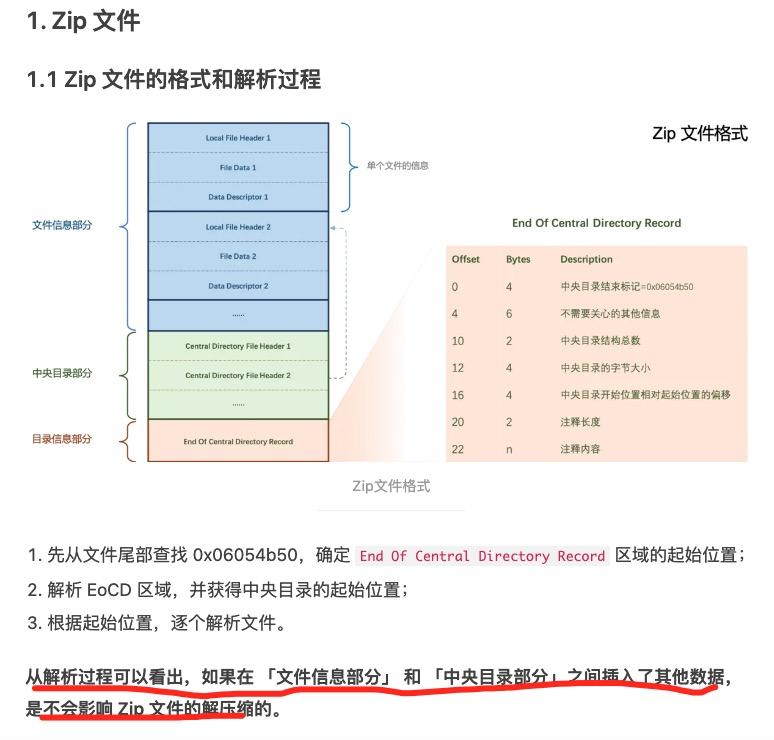 1. Zip 文件
1.1 Zip 文件的格式和解析过程
Zip 文件格式
Local File Header 1
File Data 1
Data Descriptor 1
单个文件的信息
文件信息部分
Local File Header 2
File Data 2
Data Descriptor 2
......
中央目录部分
Central Directory File Header 1
Central Directory File Header 2
......
目录信息部分
End Of Central Directory Record
End Of Central Directory Record
Offset Bytes Description
0 4 中央目录结束标记=0x06054b50
4 6 不需要关心的其他信息
10 2 中央目录结构总数
12 4 中央目录的字节大小
16 4 中央目录开始位置相对起始位置的偏移
20 2 注释长度
22 n 注释内容
Zip文件格式
1. 先从文件尾部查找 0x06054b50，确定 End Of Central Directory Record 区域的起始位置；
2. 解析 EoCD 区域，并获得中央目录的起始位置；
3. 根据起始位置，逐个解析文件。
从解析过程可以看出，如果在「文件信息部分」和「中央目录部分」之间插入了其他数据，
是不会影响 Zip 文件的解压缩的。